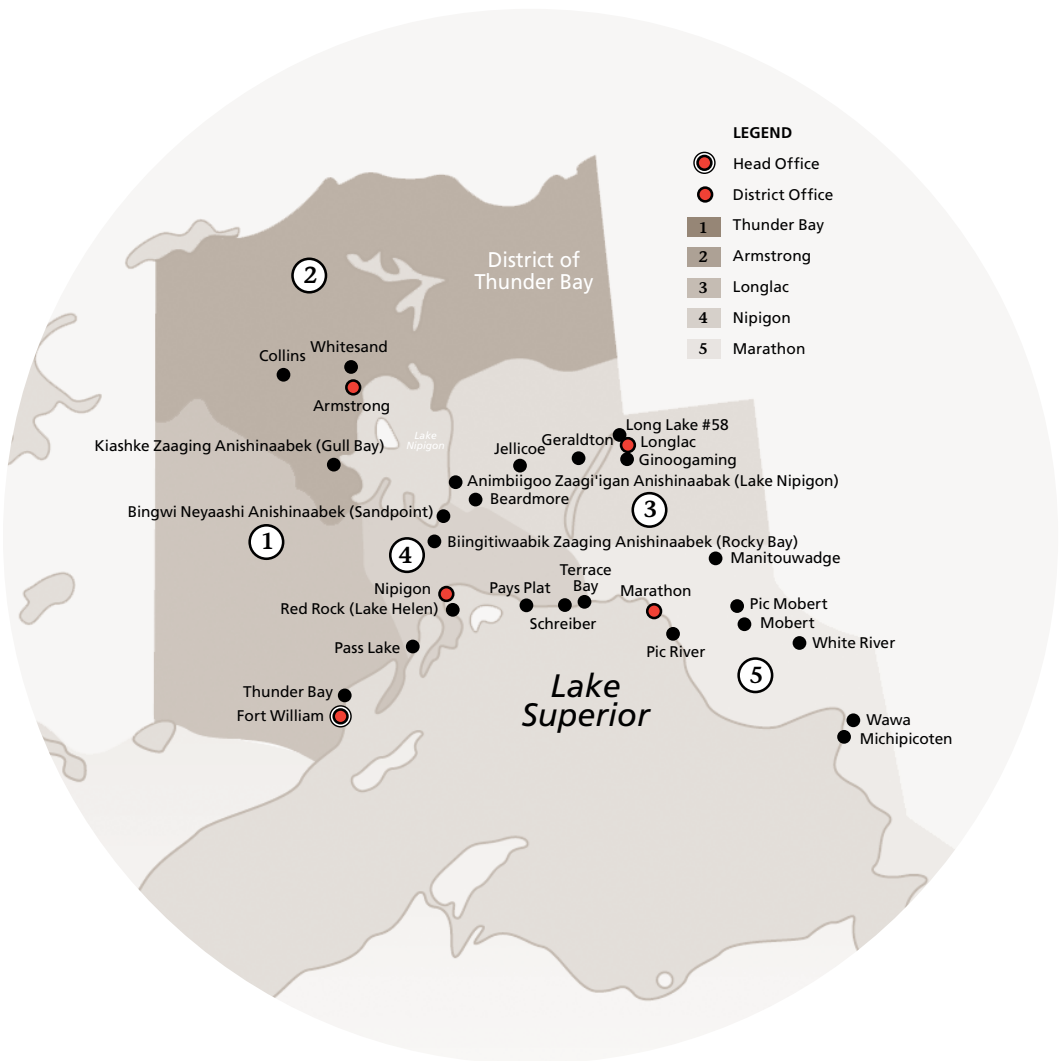 LEGEND
Head Office
District Office
1 Thunder Bay
2 Armstrong
3 Longlac
4 Nipigon
5 Marathon
District of
Thunder Bay
2
Whitesand
Collins
Armstrong
Long Lake #58
Lake
Nipigon
Geraldton
Longlac
Kiashke Zaaging Anishinaabek (Gull Bay)
Jellicoe
Ginoogaming
Animbiigoo Zaagi'igan Anishinaabak (Lake Nipigon)
Beardmore
Bingwi Neyaashi Anishinaabek (Sandpoint)
3
1
Biingitiwaabik Zaaging Anishinaabek (Rocky Bay)
4
Manitouwadge
Terrace
Bay
Nipigon
Pays Plat
Marathon
Pic Mobert
Red Rock (Lake Helen)
Schreiber
Mobert
White River
Pass Lake
Pic River
5
Thunder Bay
Lake
Superior
Fort William
Wawa
Michipicoten